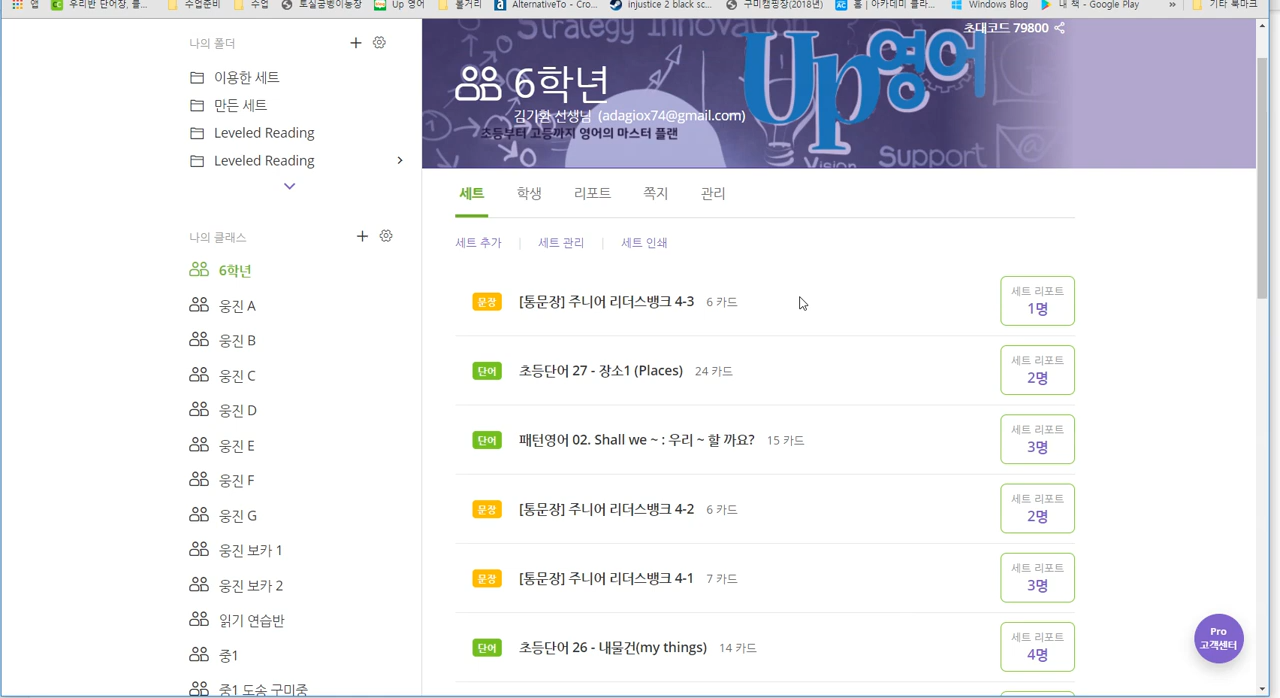 앱
우리반 단어장, 클...
수업준비
수업
토실공병이농장
Up 영어
볼거리
AlternativeTo - Cro...
injustice 2 black sc...
구미캠핑장(2018년)
홈 | 아카데미 클라...
Windows Blog
내 책 - Google Play
»
기타 북마크
나의 폴더
이용한 세트
만든 세트
Leveled Reading
Leveled Reading
나의 클래스
6학년
웅진 A
웅진 B
웅진 C
웅진 D
웅진 E
웅진 F
웅진 G
웅진 보카 1
웅진 보카 2
읽기 연습반
중1
중1 도송 구미중
초대코드 79800
Strategy Innovation
6학년
김기환 선생님 (adagiox74@gmail.com)
초등부터 고등까지 영어의 마스터 플랜
Up영어
Vision
Support
세트 학생 리포트 쪽지 관리
세트 추가 | 세트 관리 | 세트 인쇄
문장 [통문장] 주니어 리더스뱅크 4-3 6 카드
세트 리포트
1명
단어 초등단어 27 - 장소1 (Places) 24 카드
세트 리포트
2명
단어 패턴영어 02. Shall we ~ : 우리 ~ 할 까요? 15 카드
세트 리포트
3명
문장 [통문장] 주니어 리더스뱅크 4-2 6 카드
세트 리포트
2명
문장 [통문장] 주니어 리더스뱅크 4-1 7 카드
세트 리포트
3명
단어 초등단어 26 - 내물건(my things) 14 카드
세트 리포트
4명
Pro
고객센터